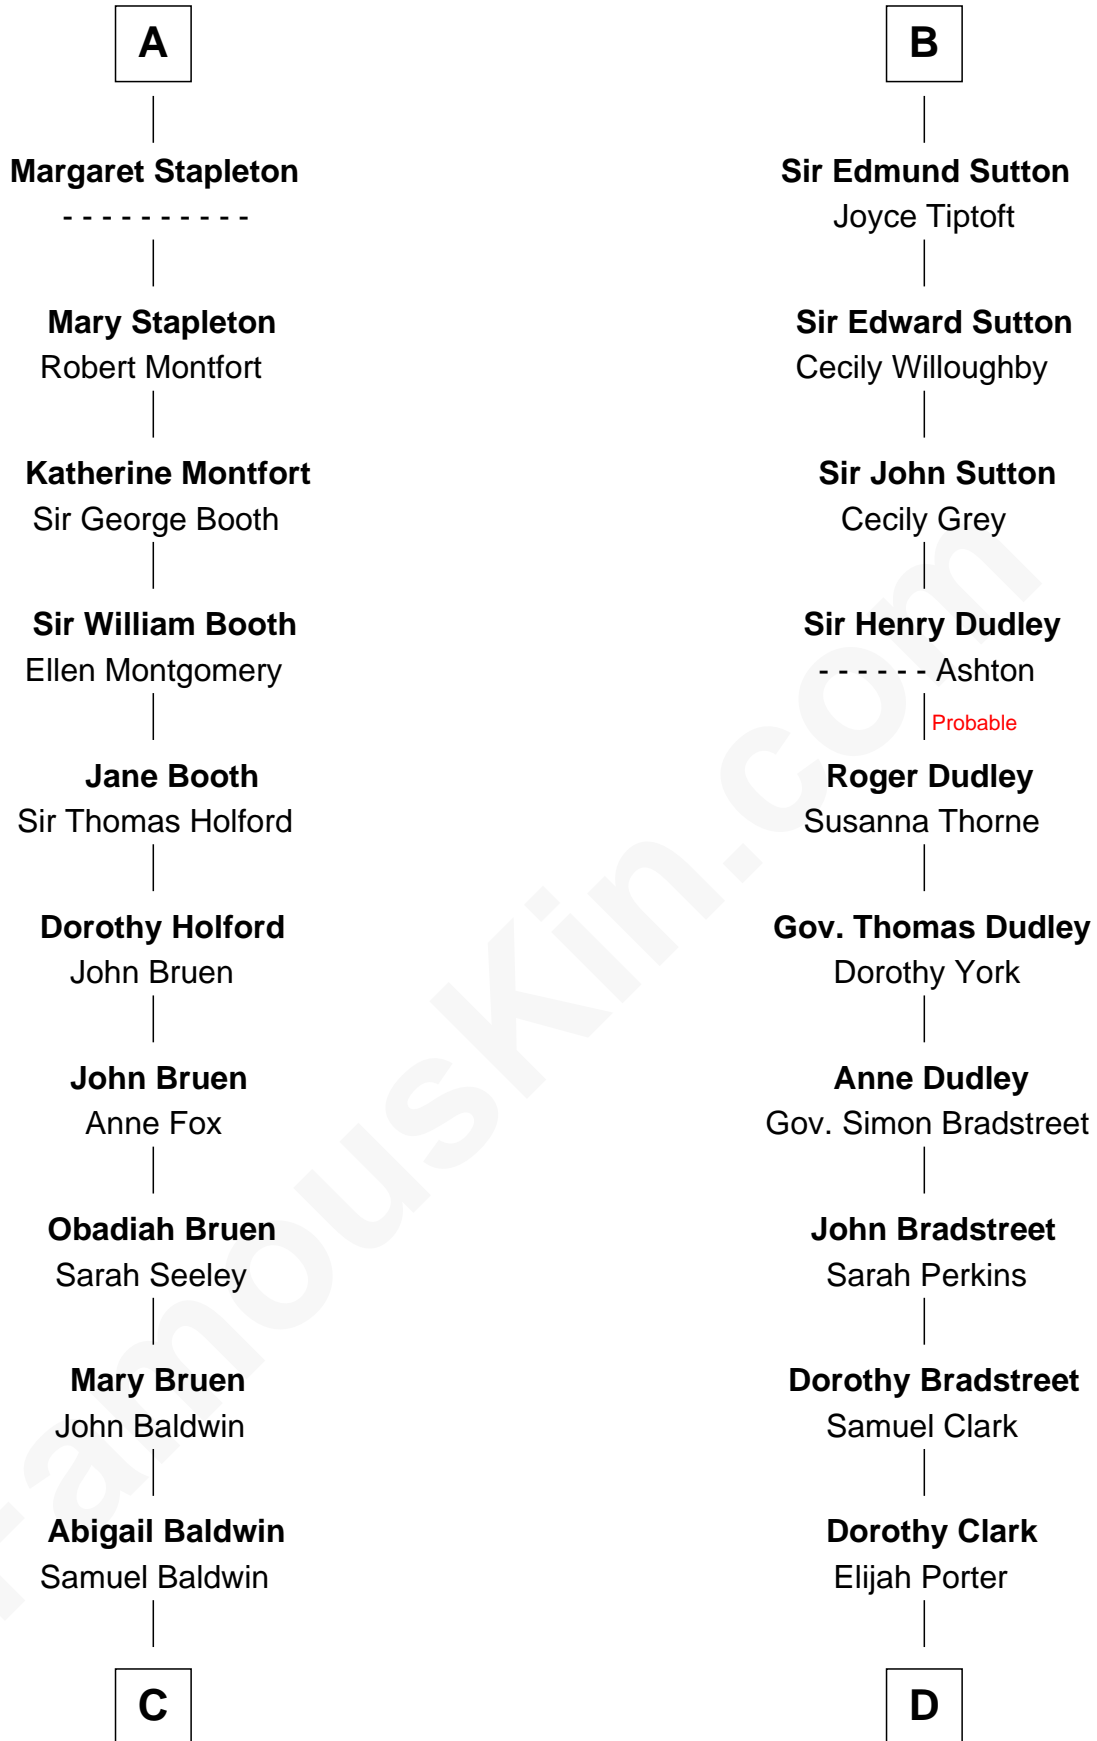 A
Margaret Stapleton
- - - - - - - - - -
Mary Stapleton
Robert Montfort
Katherine Montfort
Sir George Booth
Sir William Booth
Ellen Montgomery
Jane Booth
Sir Thomas Holford
Dorothy Holford
John Bruen
John Bruen
Anne Fox
Obadiah Bruen
Sarah Seeley
Mary Bruen
John Baldwin
Abigail Baldwin
Samuel Baldwin
C
B
Sir Edmund Sutton
Joyce Tiptoft
Sir Edward Sutton
Cecily Willoughby
Sir John Sutton
Cecily Grey
Sir Henry Dudley
- - - - - - Ashton
Probable
Roger Dudley
Susanna Thorne
Gov. Thomas Dudley
Dorothy York
Anne Dudley
Gov. Simon Bradstreet
John Bradstreet
Sarah Perkins
Dorothy Bradstreet
Samuel Clark
Dorothy Clark
Elijah Porter
D
FamousKin.com